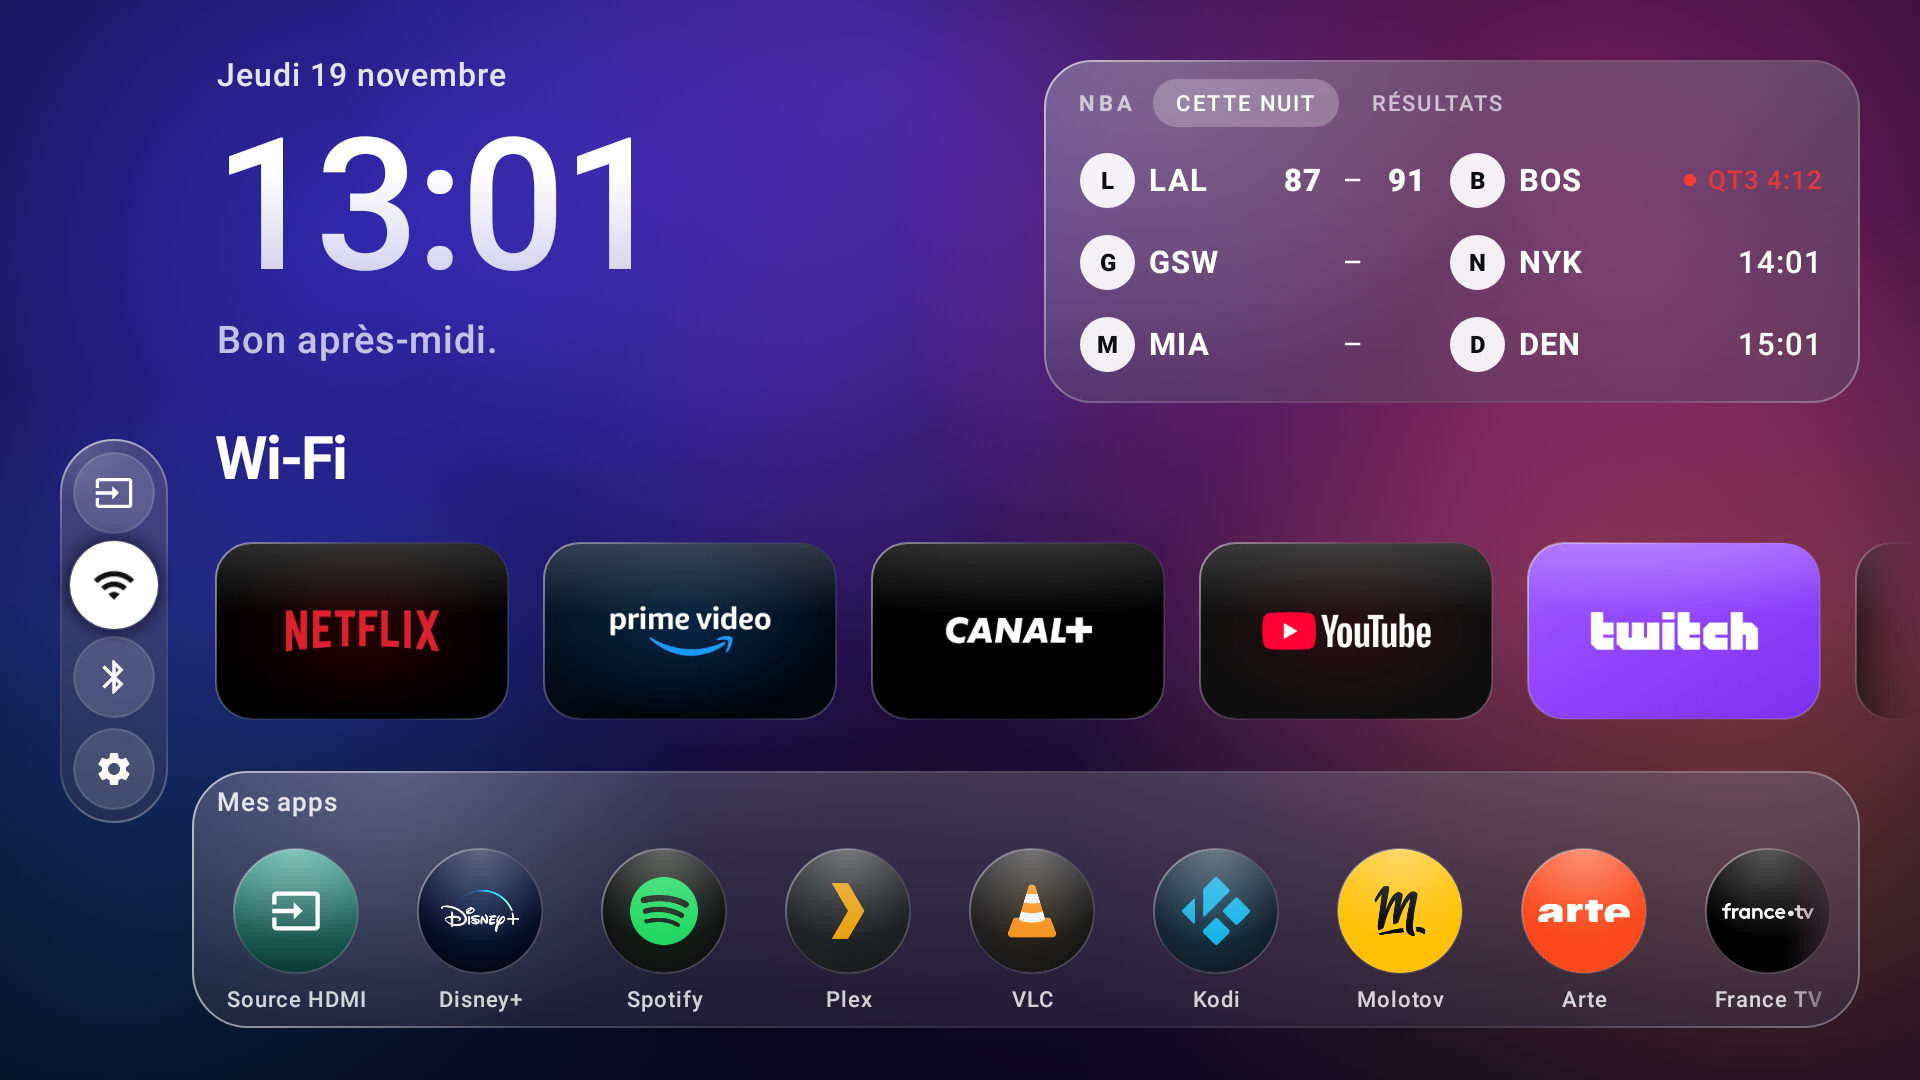 Jeudi 19 novembre
13:01
Bon après-midi.
NBA CETTE NUIT RÉSULTATS
L LAL 87 – 91 B BOS QT3 4:12
G GSW – N NYK 14:01
M MIA – D DEN 15:01
Wi-Fi
NETFLIX
prime video
CANAL+
YouTube
twitch
Mes apps
Disney+
M.
arte
france•tv
Source HDMI
Disney+
Spotify
Plex
VLC
Kodi
Molotov
Arte
France TV